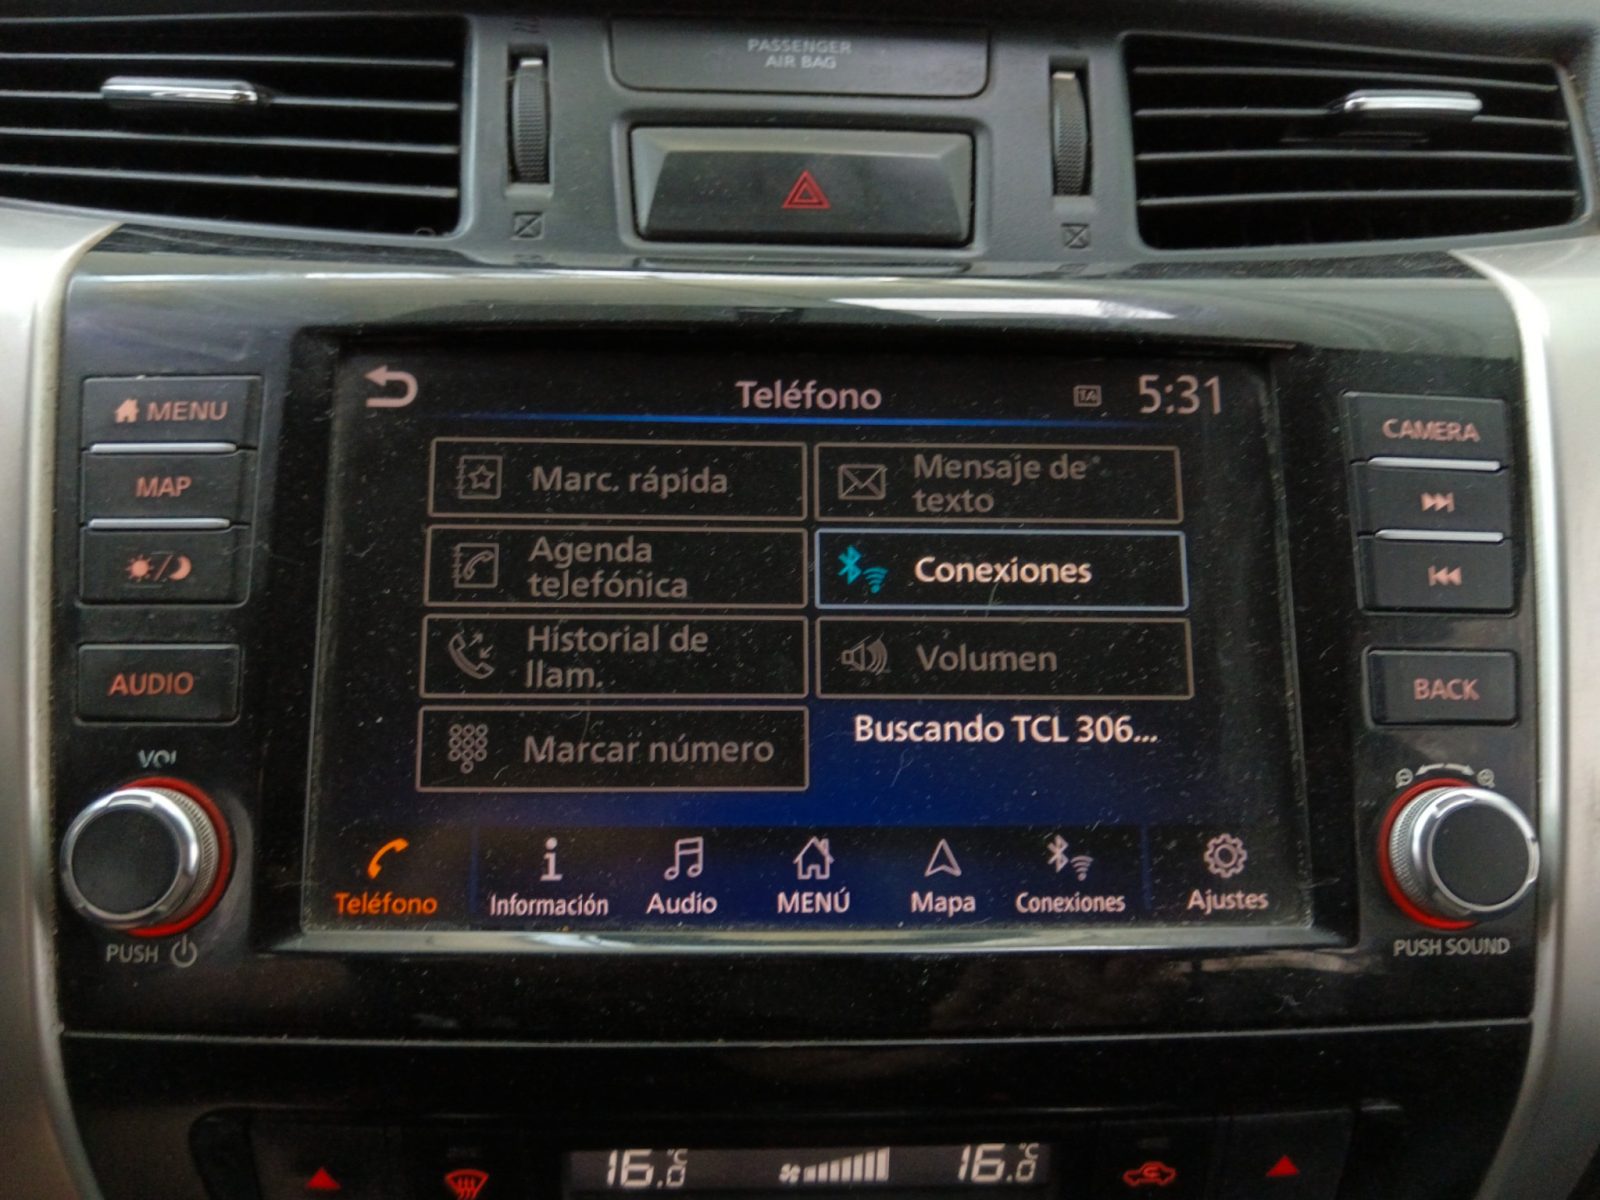 PASSENGER
AIR BAG
MENU
MAP
AUDIO
VOL
PUSH
Teléfono
TA
5:31
Marc. rápida
Mensaje de
texto
Agenda
telefónica
Conexiones
Historial de
llam.
Volumen
Marcar número
Buscando TCL 306...
Teléfono
Información
Audio
MENÚ
Mapa
Conexiones
Ajustes
CAMERA
BACK
PUSH SOUND
16.0°C
16.0°C